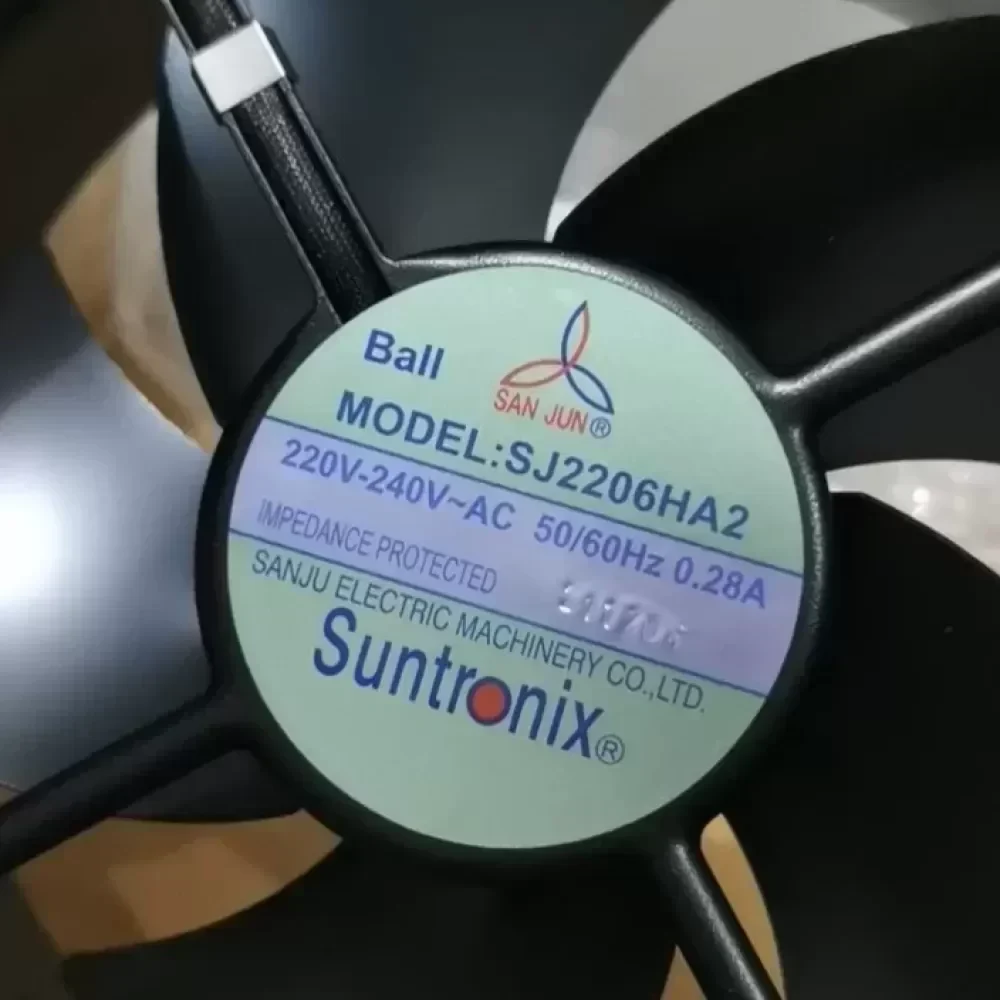 Ball
SAN JUN®
MODEL:SJ2206HA2
220V-240V~AC 50/60Hz 0.28A
IMPEDANCE PROTECTED
SANJU ELECTRIC MACHINERY CO.,LTD.
Suntronix®